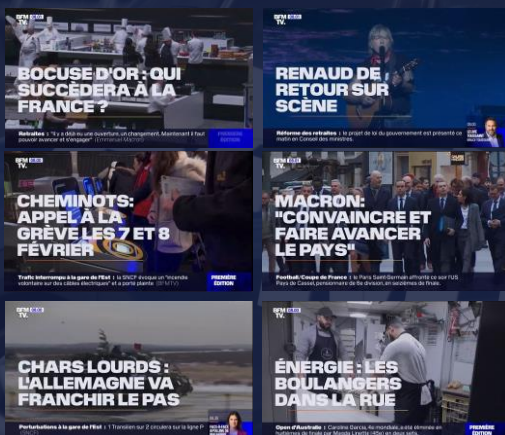 BFM
TV.
BOCUSE D'OR : QUI
SUCCÈDERA À LA
FRANCE ?
Retraites : "Il y a déjà eu une ouverture, un changement. Maintenant il faut
pouvoir avancer et s'engager" (Emmanuel Macron)
PREMIÈRE
ÉDITION
BFM
TV.
RENAUD DE
RETOUR SUR
SCÈNE
Réforme des retraites : le projet de loi du gouvernement est présenté ce
matin en Conseil des ministres.
BFM
TV.
CHEMINOTS:
APPEL À LA
GRÈVE LES 7 ET 8
FÉVRIER
Trafic interrompu à la gare de l'Est : la SNCF évoque un "incendie
volontaire sur des câbles électriques" et a porté plainte (BFMTV)
PREMIÈRE
ÉDITION
BFM
TV.
MACRON:
"CONVAINCRE ET
FAIRE AVANCER
LE PAYS"
Football/Coupe de France : le Paris Saint-Germain affronte ce soir l'US
Pays de Cassel, pensionnaire de 6e division, en seizièmes de finale.
BFM
TV.
CHARS LOURDS :
L'ALLEMAGNE VA
FRANCHIR LE PAS
Perturbations à la gare de l'Est : 1 Transilien sur 2 circulera sur la ligne P
(SNCF)
BFM
TV.
ÉNERGIE : LES
BOULANGERS
DANS LA RUE
Open d'Australie : Caroline Garcia, 4e mondiale, a été éliminée en
huitièmes de finale par Magda Linette (45e) en deux sets.
PREMIÈRE
ÉDITION